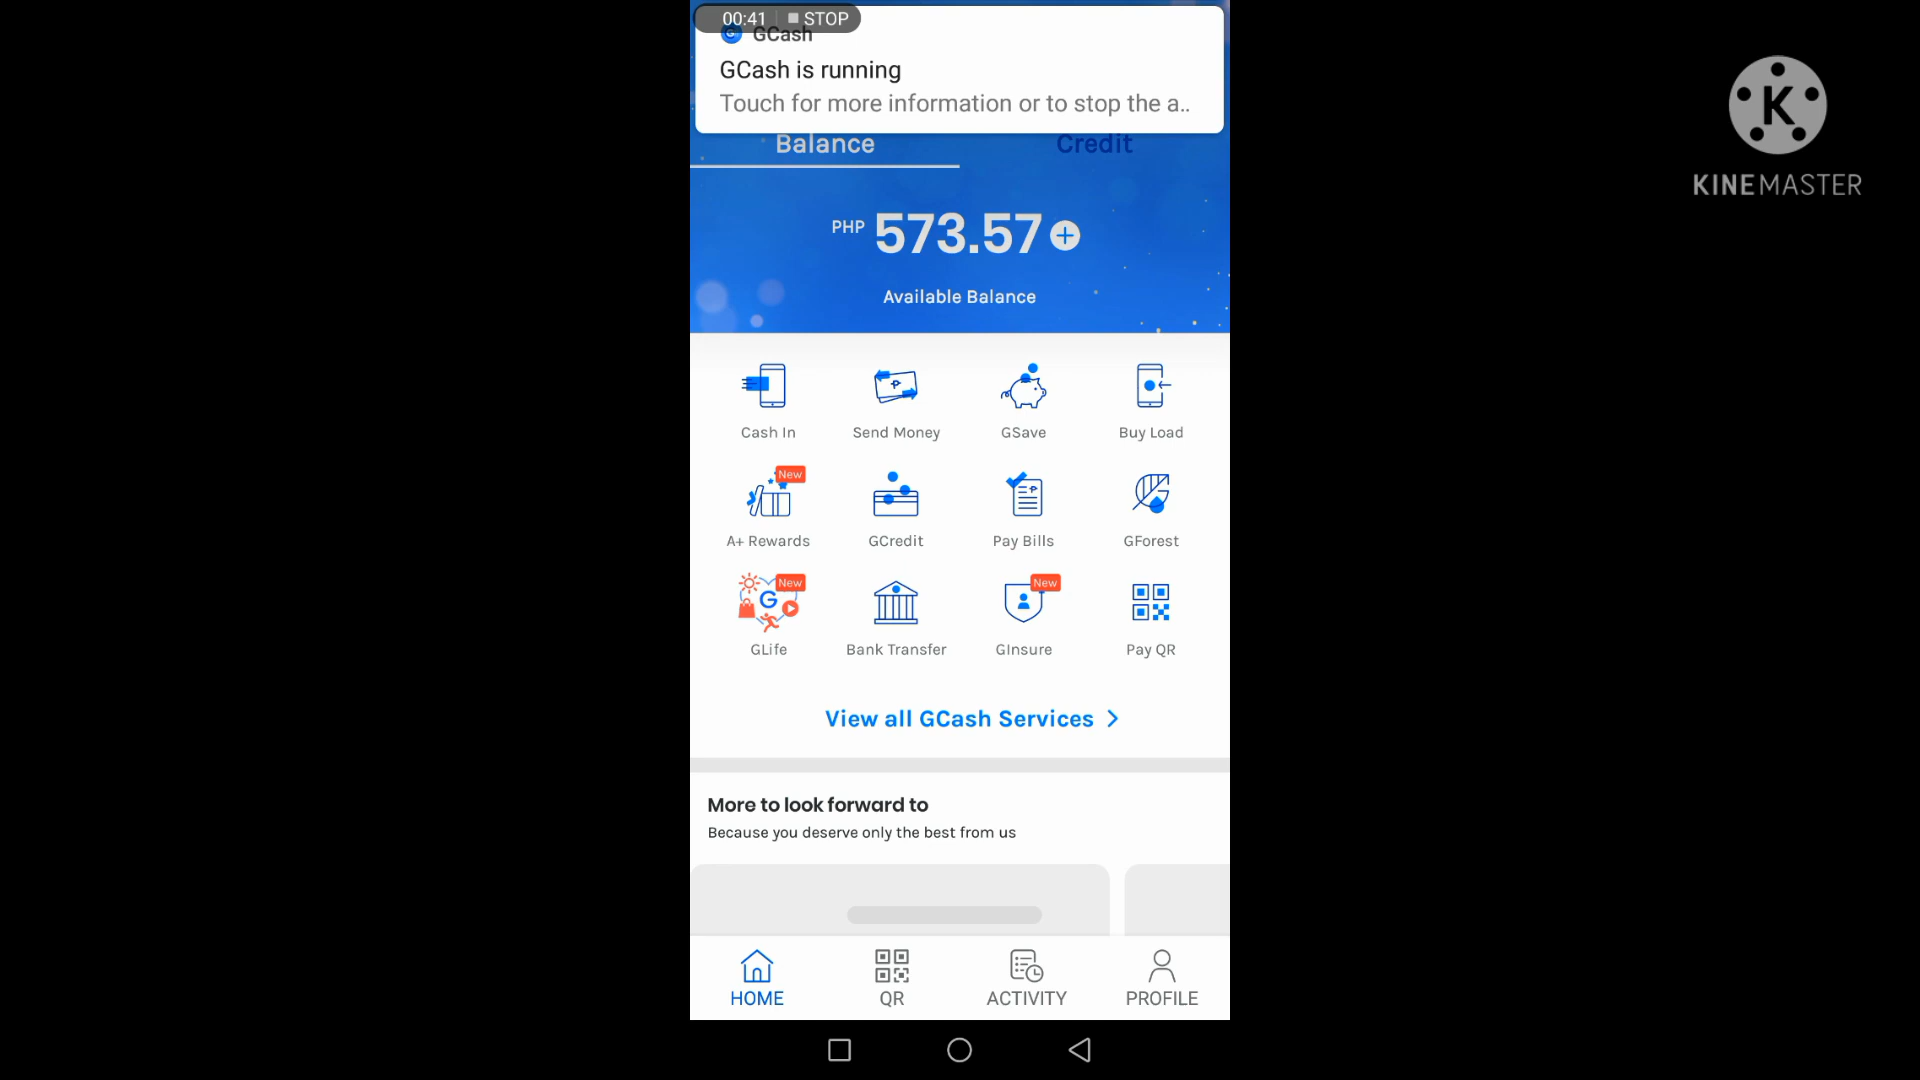 00:41 STOP
GCash
GCash is running
Touch for more information or to stop the a..
Balance Credit
PHP 573.57
Available Balance
Cash In Send Money GSave Buy Load
New
A+ Rewards GCredit Pay Bills GForest
New New
G
GLife Bank Transfer GInsure Pay QR
View all GCash Services
More to look forward to
Because you deserve only the best from us
HOME QR ACTIVITY PROFILE
K
KINEMASTER